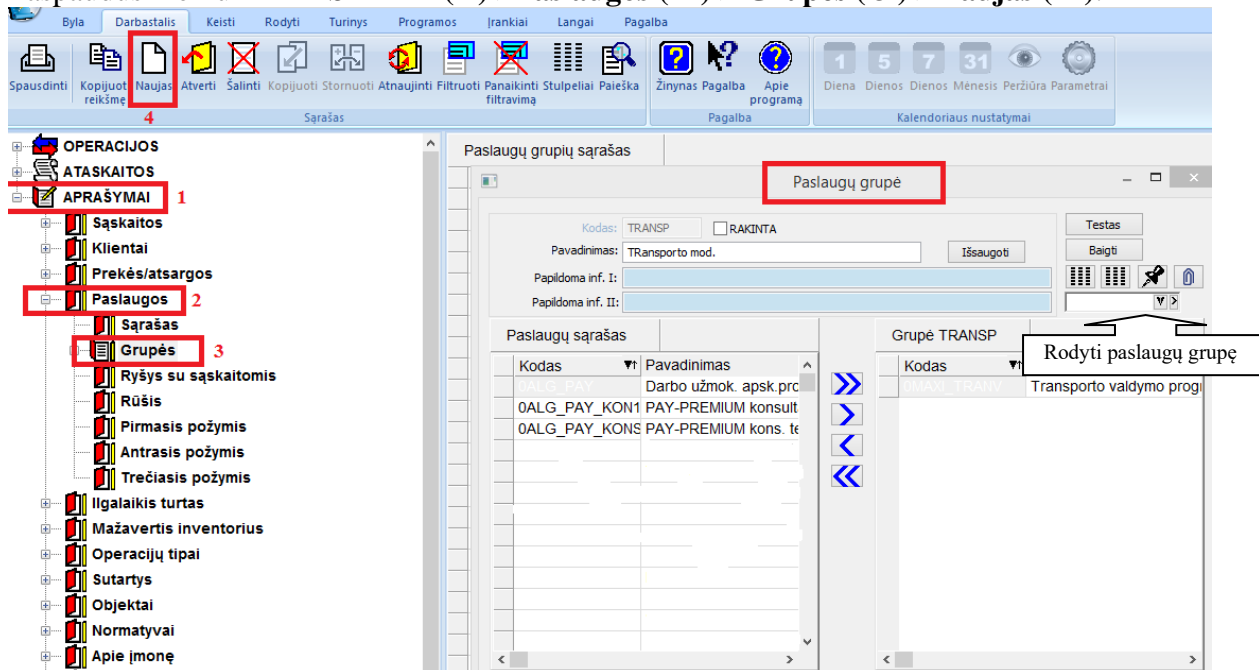 Byla Darbastalis Keisti Rodyti Turinys Programos Įrankiai Langai Pagalba
Spausdinti Kopijuoti reikšmę Naujas Atverti Šalinti Kopijuoti Stornuoti Atnaujinti Filtruoti Panaikinti filtravimą Stulpeliai Paieška Žinynas Pagalba Apie programą Diena Dienos Dienos Mėnesis Peržiūra Parametrai
1 5 7 31
4 Sąrašas Pagalba Kalendoriaus nustatymai
OPERACIJOS
ATASKAITOS
APRAŠYMAI 1
Sąskaitos
Klientai
Prekės/atsargos
Paslaugos 2
Sąrašas
Grupės 3
Ryšys su sąskaitomis
Rūšis
Pirmasis požymis
Antrasis požymis
Trečiasis požymis
Ilgalaikis turtas
Mažavertis inventorius
Operacijų tipai
Sutartys
Objektai
Normatyvai
Apie įmonę
Paslaugų grupių sąrašas
Paslaugų grupė
Kodas: TRANSP RAKINTA Testas
Pavadinimas: TRansporto mod. Išsaugoti Baigti
Papildoma inf. I:
Papildoma inf. II:
Rodyti paslaugų grupę
Paslaugų sąrašas
Kodas Pavadinimas
0ALG_PAY Darbo užmok. apsk.prc
0ALG_PAY_KON1 PAY-PREMIUM konsult
0ALG_PAY_KONS PAY-PREMIUM kons. te
Grupė TRANSP
Kodas
0MAXI_TRANV Transporto valdymo progr